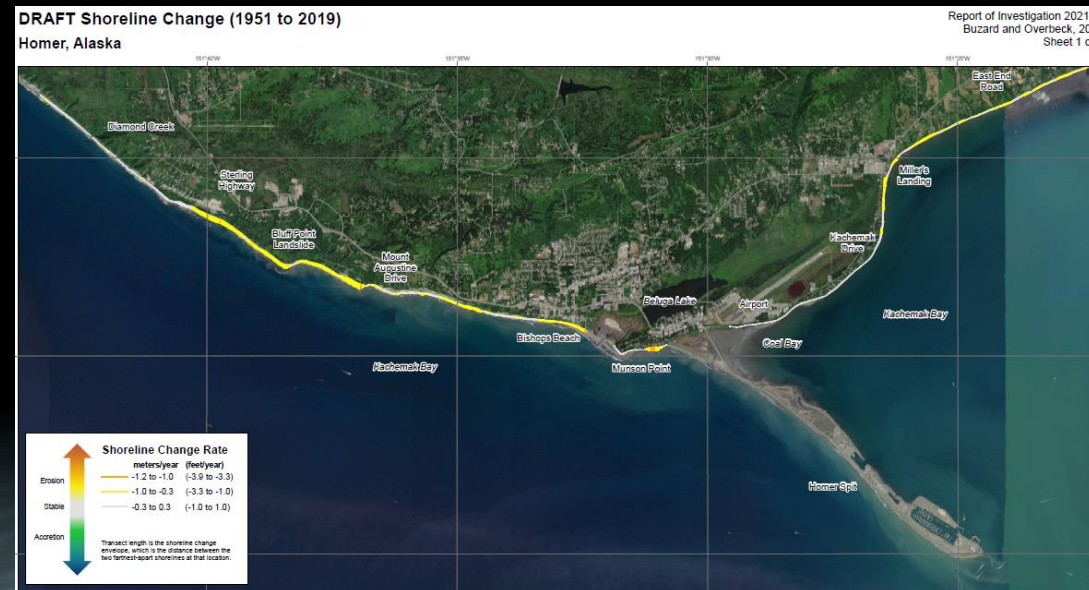 DRAFT Shoreline Change (1951 to 2019)
Homer, Alaska
Report of Investigation 2021
Buzard and Overbeck, 20
Sheet 1 o
151°40'W
151°35'W
151°30'W
151°25'W
East End
Road
Diamond Creek
Sterling
Highway
Miller's
Landing
Bluff Point
Landslide
Kachemak
Drive
Mount
Augustine
Drive
Beluga Lake
Airport
Kachemak Bay
Bishops Beach
Coal Bay
Kachemak Bay
Munson Point
Homer Spit
Shoreline Change Rate
meters/year (feet/year)
Erosion
-1.2 to -1.0 (-3.9 to -3.3)
-1.0 to -0.3 (-3.3 to -1.0)
Stable
-0.3 to 0.3 (-1.0 to 1.0)
Accretion
Transect length is the shoreline change
envelope, which is the distance between the
two farthest-apart shorelines at that location.